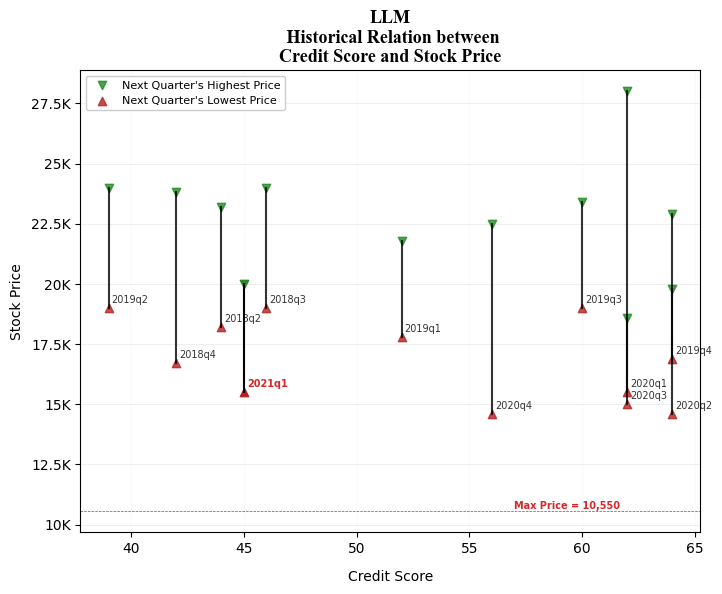 LLM
Historical Relation between
Credit Score and Stock Price
Next Quarter's Highest Price
Next Quarter's Lowest Price
27.5K
25K
22.5K
20K
17.5K
15K
12.5K
10K
Stock Price
2019q2
2018q4
2018q2
2021q1
2018q3
2019q1
2020q4
2019q3
2020q1
2020q3
2019q4
2020q2
Max Price = 10,550
40
45
50
55
60
65
Credit Score